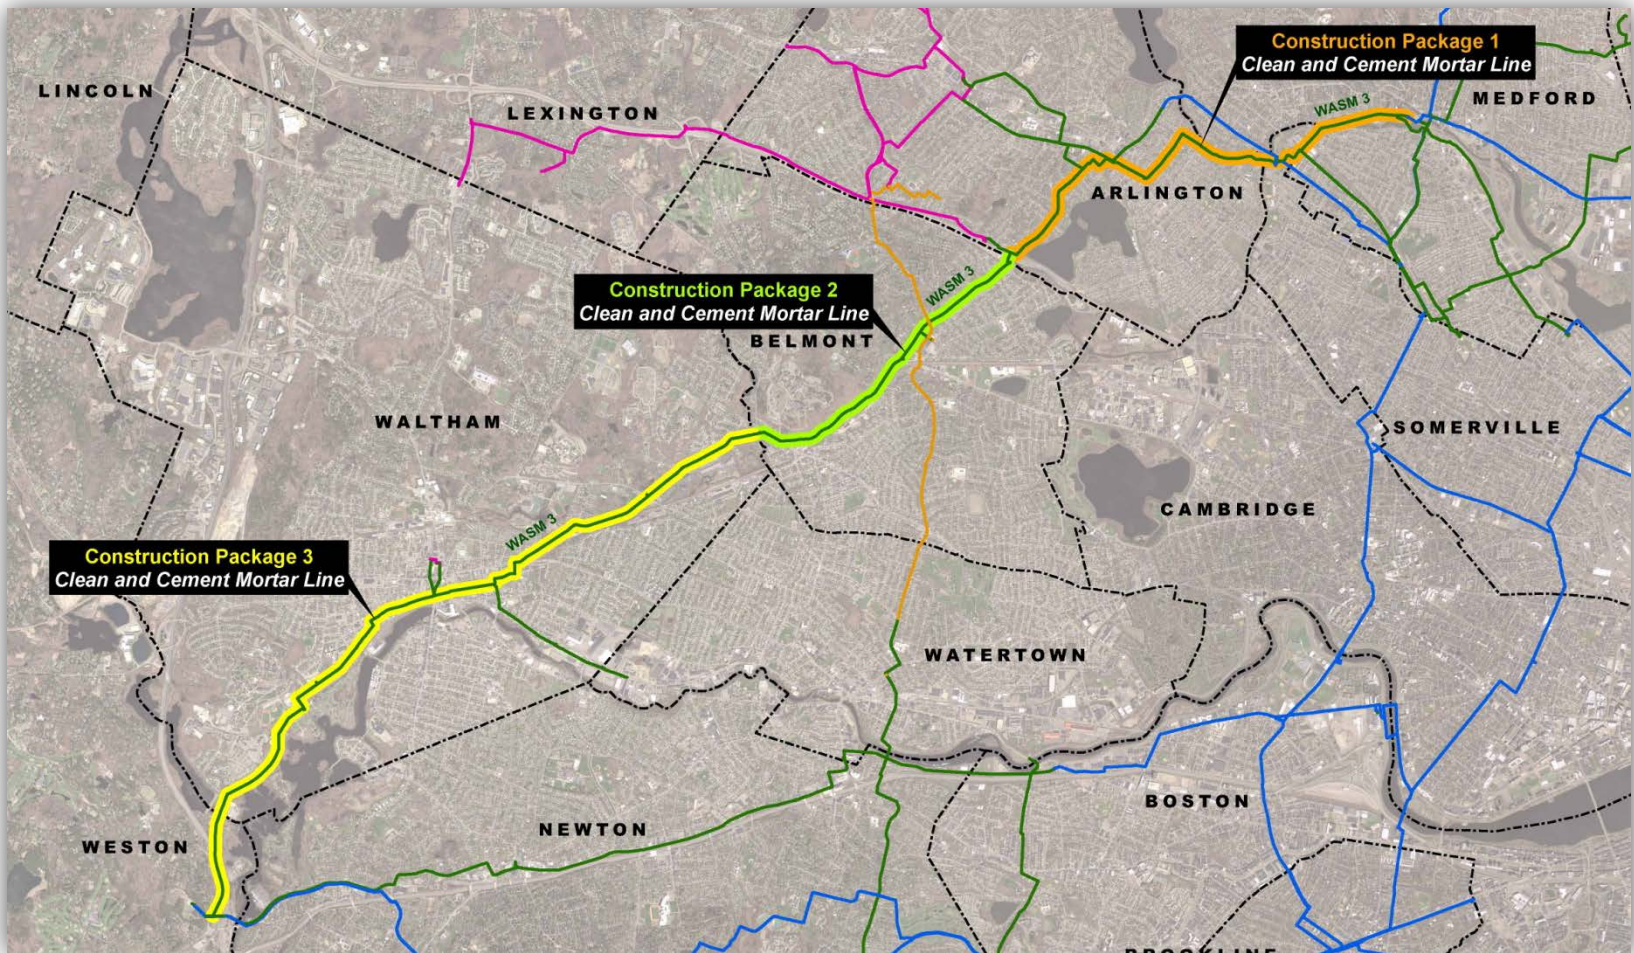 Construction Package 1
Clean and Cement Mortar Line
LINCOLN
LEXINGTON
WASM 3
MEDFORD
ARLINGTON
WASM 3
Construction Package 2
Clean and Cement Mortar Line
BELMONT
WALTHAM
SOMERVILLE
CAMBRIDGE
WASM 3
Construction Package 3
Clean and Cement Mortar Line
WATERTOWN
BOSTON
NEWTON
WESTON
BROOKLINE